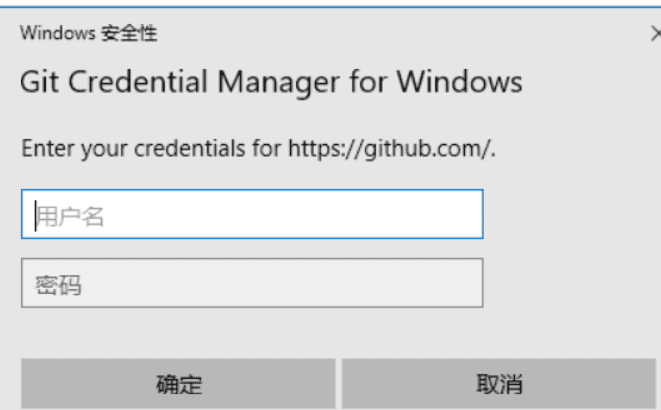 Windows 安全性
Git Credential Manager for Windows
Enter your credentials for https://github.com/.
用户名
密码
确定
取消